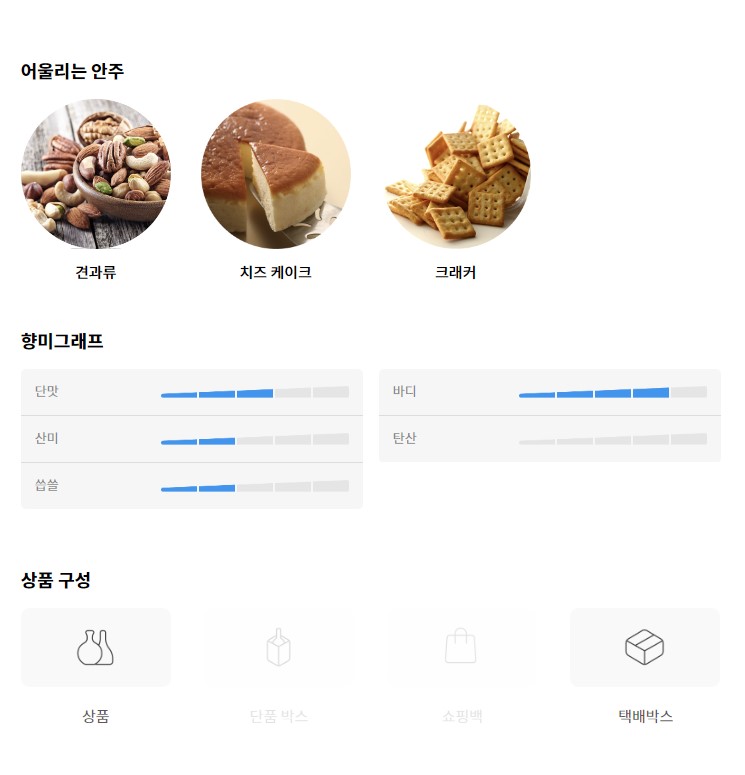 어울리는 안주
견과류
치즈 케이크
크래커
향미그래프
단맛
바디
산미
탄산
씁쓸
상품 구성
상품
단품 박스
쇼핑백
택배박스